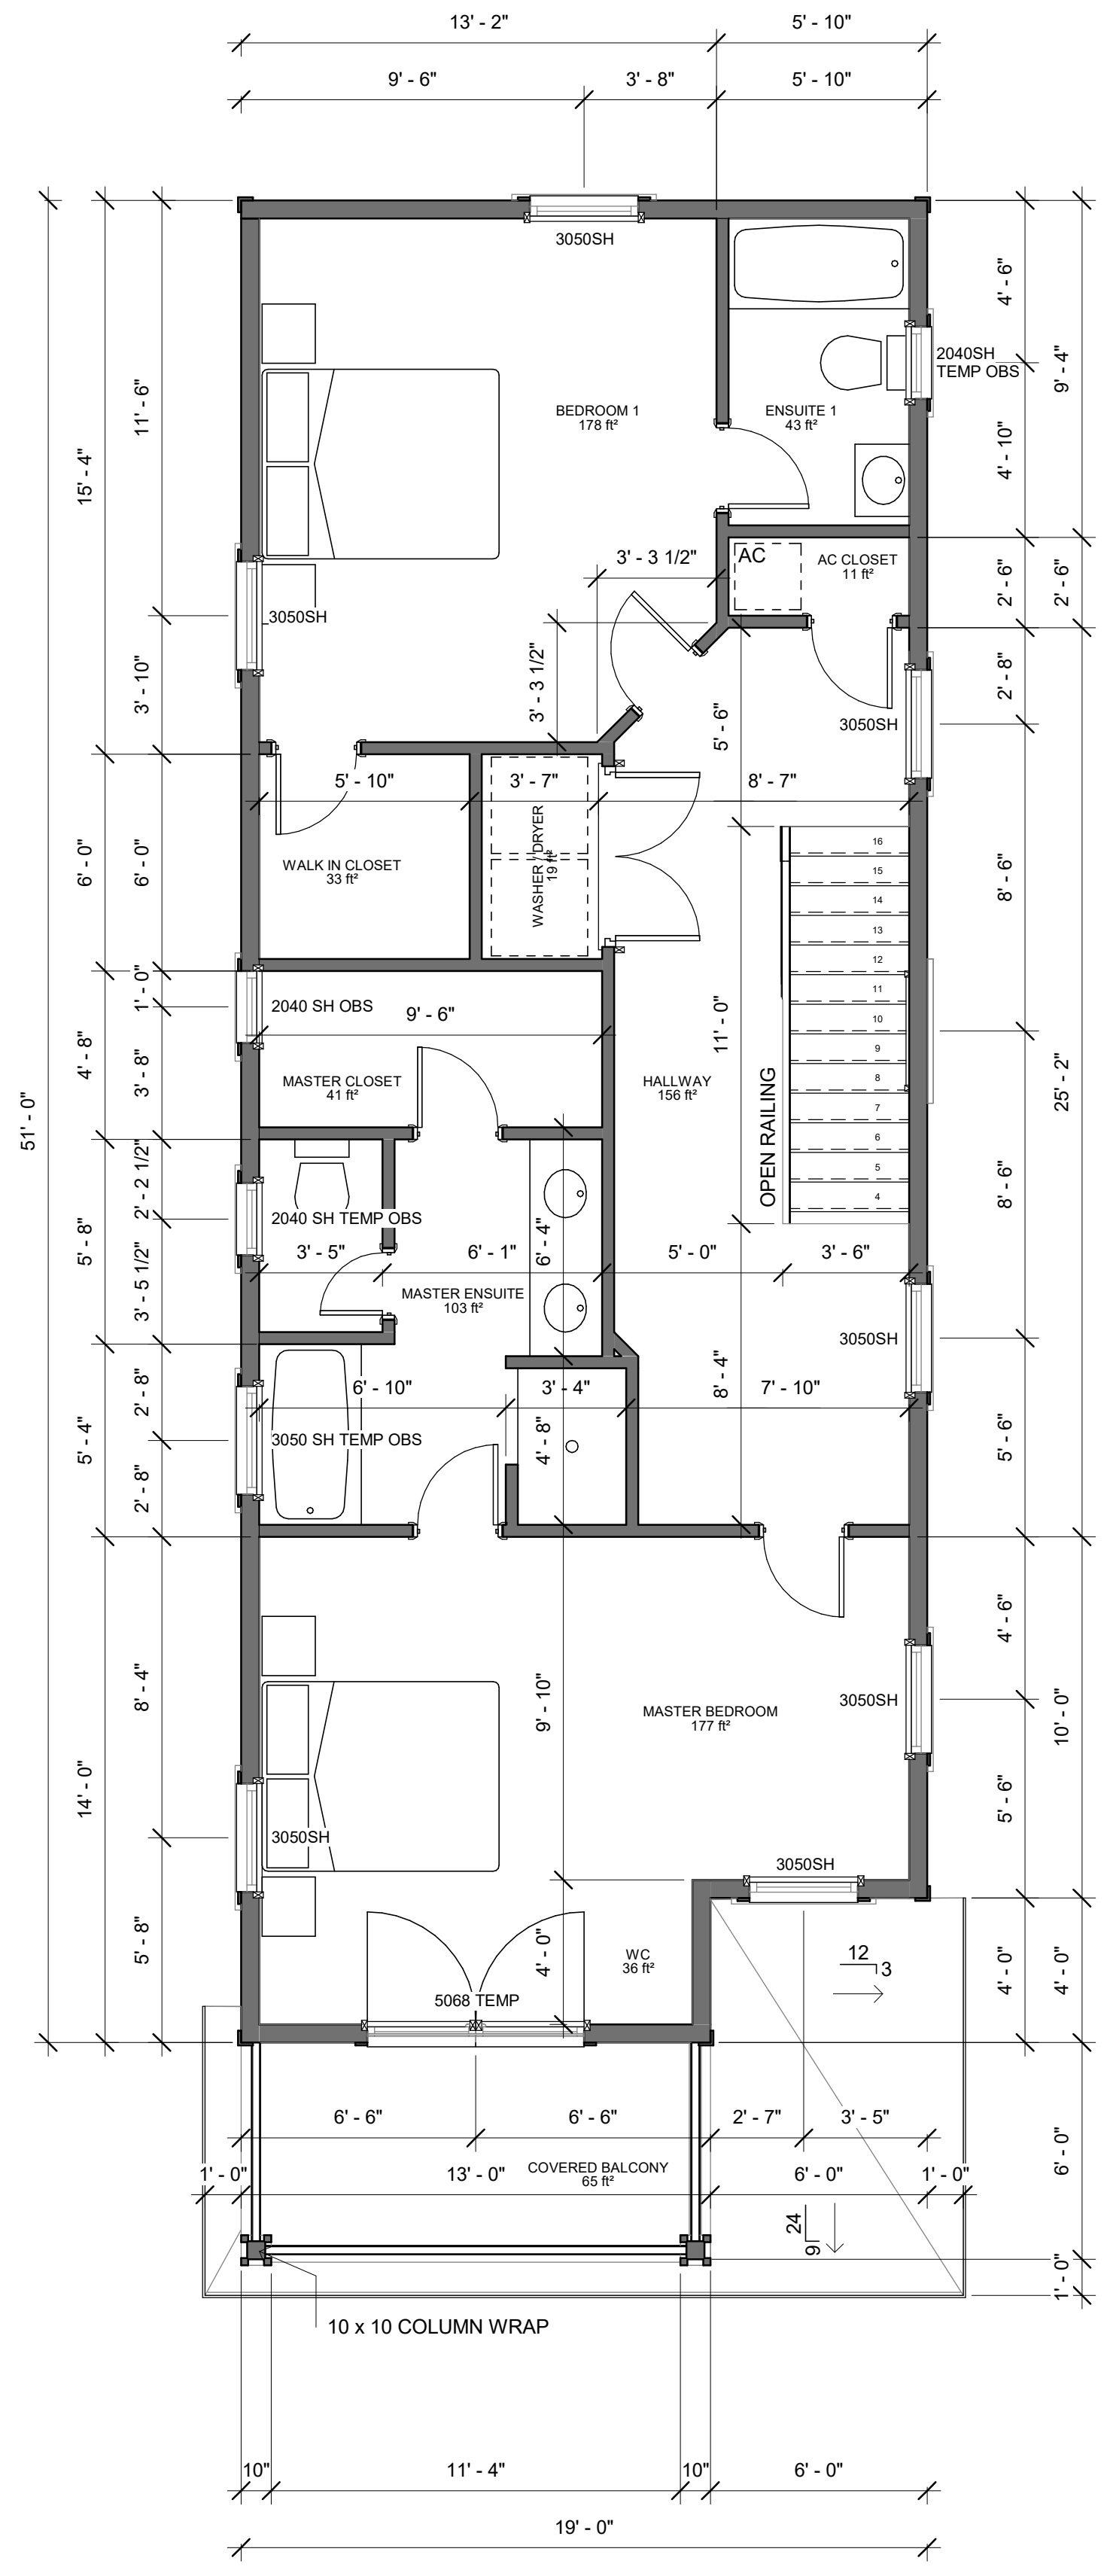 13' - 2"
5' - 10"
9' - 6"
3' - 8"
5' - 10"
3050SH
4' - 6"
2040SH
TEMP OBS
9' - 4"
11' - 6"
BEDROOM 1
178 ft²
ENSUITE 1
43 ft²
4' - 10"
15' - 4"
3' - 3 1/2"
AC
AC CLOSET
11 ft²
2' - 6"
2' - 6"
3050SH
3' - 10"
3' - 3 1/2"
5' - 6"
3050SH
2' - 8"
5' - 10"
3' - 7"
8' - 7"
WALK IN CLOSET
33 ft²
WASHER / DRYER
19 ft²
6' - 0"
6' - 0"
16
15
14
13
12
11
10
9
8
7
6
5
4
8' - 6"
1' - 0"
2040 SH OBS
9' - 6"
11' - 0"
4' - 8"
3' - 8"
MASTER CLOSET
41 ft²
HALLWAY
156 ft²
OPEN RAILING
25' - 2"
51' - 0"
2' - 2 1/2"
2040 SH TEMP OBS
8' - 6"
5' - 8"
3' - 5 1/2"
3' - 5"
6' - 1"
6' - 4"
5' - 0"
3' - 6"
MASTER ENSUITE
103 ft²
3050SH
2' - 8"
6' - 10"
3' - 4"
8' - 4"
7' - 10"
3050 SH TEMP OBS
4' - 8"
5' - 4"
2' - 8"
5' - 6"
4' - 6"
8' - 4"
9' - 10"
MASTER BEDROOM
177 ft²
3050SH
10' - 0"
14' - 0"
5' - 6"
3050SH
3050SH
5' - 8"
4' - 0"
WC
36 ft²
12
3
4' - 0"
4' - 0"
5068 TEMP
6' - 6"
6' - 6"
2' - 7"
3' - 5"
6' - 0"
1' - 0"
13' - 0"
COVERED BALCONY
65 ft²
6' - 0"
1' - 0"
24
9
1' - 0"
10 x 10 COLUMN WRAP
10"
11' - 4"
10"
6' - 0"
19' - 0"